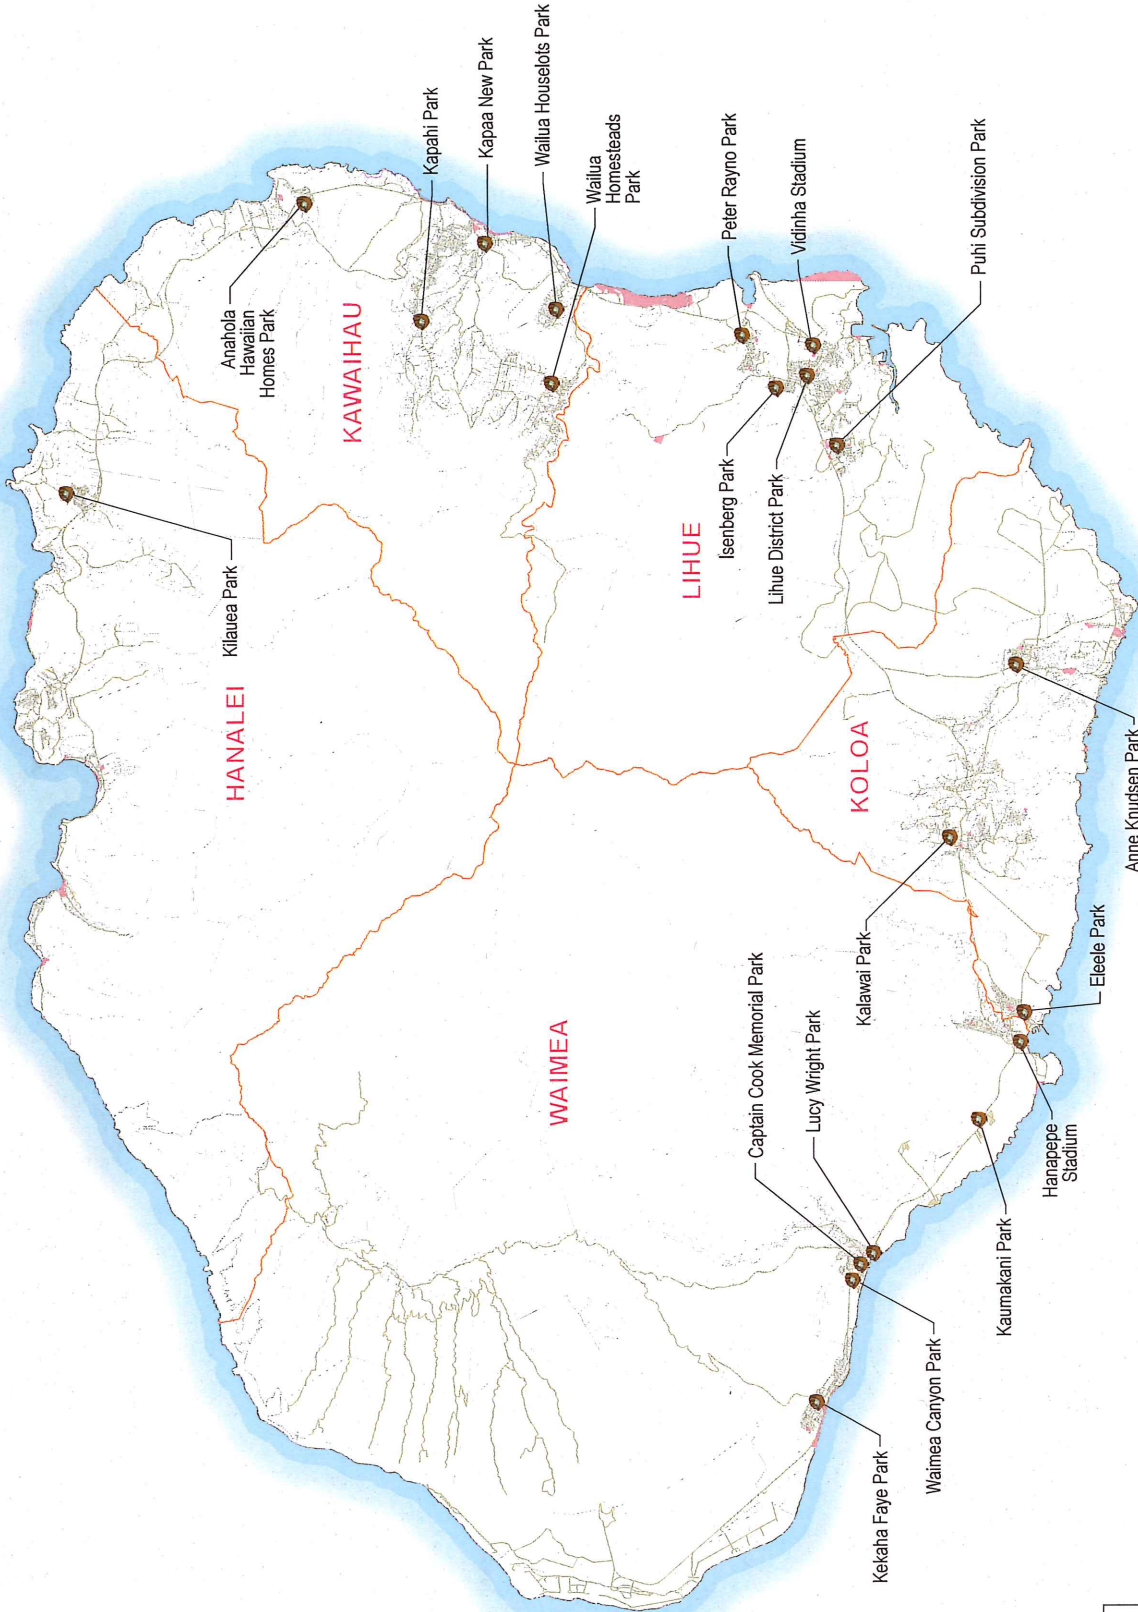 Kapahi Park
Kapaa New Park
Wailua Houselots Park
Wailua
Homesteads
Park
Anahola
Hawaiian
Homes Park
KAWAIHAU
Kilauea Park
HANALEI
Peter Rayno Park
Vidinha Stadium
Puhi Subdivision Park
Isenberg Park
Lihue District Park
LIHUE
KOLOA
Anne Knudsen Park
Kalawai Park
Eleele Park
WAIMEA
Captain Cook Memorial Park
Lucy Wright Park
Hanapepe
Stadium
Kaumakani Park
Waimea Canyon Park
Kekaha Faye Park